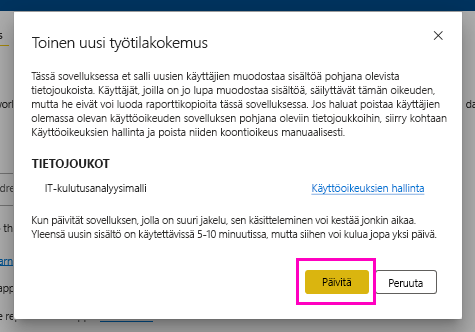 Toinen uusi työtilakokemus
Tässä sovelluksessa et salli uusien käyttäjien muodostaa sisältöä pohjana olevista
tietojoukoista. Käyttäjät, joilla on jo lupa muodostaa sisältöä, säilyttävät tämän oikeuden,
mutta he eivät voi luoda raporttikopioita tässä sovelluksessa. Jos haluat poistaa käyttäjien
olemassa olevan käyttöoikeuden sovelluksen pohjana oleviin tietojoukkoihin, siirry kohtaan
Käyttöoikeuksien hallinta ja poista niiden koontioikeus manuaalisesti.
TIETOJOUKOT
IT-kulutusanalyysimalli Käyttöoikeuksien hallinta
Kun päivität sovelluksen, jolla on suuri jakelu, sen käsitteleminen voi kestää jonkin aikaa.
Yleensä uusin sisältö on käytettävissä 5-10 minuutissa, mutta siihen voi kulua jopa yksi päivä.
Päivitä Peruuta